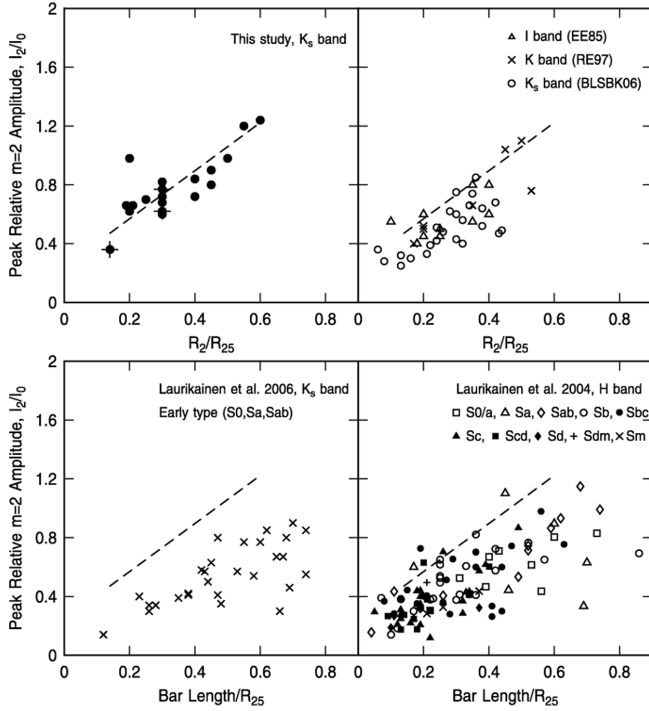 Peak Relative m=2 Amplitude, I2/I0
2
1.6
1.2
0.8
0.4
0
This study, Ks band
0 0.2 0.4 0.6 0.8
R2/R25
△ I band (EE85)
× K band (RE97)
○ Ks band (BLSBK06)
0 0.2 0.4 0.6 0.8
R2/R25
Peak Relative m=2 Amplitude, I2/I0
2
1.6
1.2
0.8
0.4
0
Laurikainen et al. 2006, Ks band
Early type (S0,Sa,Sab)
0 0.2 0.4 0.6 0.8
Bar Length/R25
Laurikainen et al. 2004, H band
□ S0/a, △ Sa, ◇ Sab, ○ Sb, ● Sbc
▲ Sc, ■ Scd, ◆ Sd, + Sdm, × Sm
0 0.2 0.4 0.6 0.8
Bar Length/R25